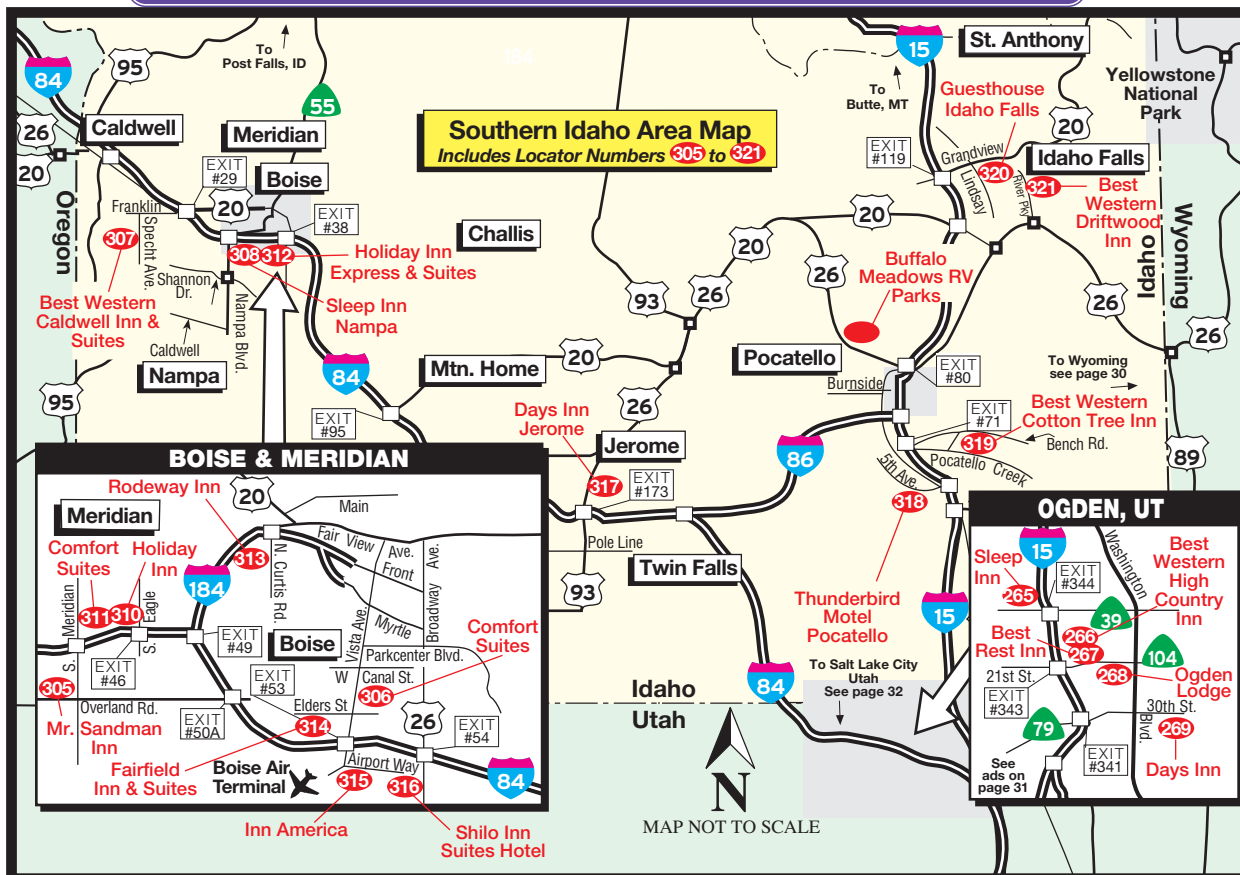 Southern Idaho Area Map
Includes Locator Numbers 305 to 321
184
To
Post Falls, ID
84
95
55
26
20
Caldwell
Meridian
Boise
EXIT
#29
20
EXIT
#38
Franklin
Oregon
Specht Ave.
307
308
312
Holiday Inn
Express & Suites
Sleep Inn
Nampa
Shannon
Dr.
Nampa Blvd.
Best Western
Caldwell Inn &
Suites
Caldwell
Nampa
95
84
EXIT
#95
Mtn. Home
Challis
93
26
20
20
26
20
26
Days Inn
Jerome
Jerome
317
EXIT
#173
Pole Line
93
Twin Falls
86
15
St. Anthony
To
Butte, MT
Yellowstone
National
Park
Guesthouse
Idaho Falls
20
EXIT
#119
Grandview
Lindsay
320
River Pky
Idaho Falls
321
Best
Western
Driftwood
Inn
Idaho
Wyoming
26
26
Buffalo
Meadows RV
Parks
Pocatello
EXIT
#80
Burnside
To Wyoming
see page 30
EXIT
#71
Best Western
Cotton Tree Inn
319
Bench Rd.
Pocatello Creek
5th Ave.
318
89
Thunderbird
Motel
Pocatello
15
To Salt Lake City
Utah
See page 32
84
Idaho
Utah
N
MAP NOT TO SCALE
BOISE & MERIDIAN
Rodeway Inn
20
Main
Meridian
Comfort
Suites
Holiday
Inn
313
N. Curtis Rd.
Fair View
Ave.
Front
Myrtle
Broadway Ave.
Vista Ave.
184
311
310
S. Meridian
S. Eagle
EXIT
#46
EXIT
#49
Boise
Comfort
Suites
Parkcenter Blvd.
W Canal St.
306
305
Overland Rd.
Mr. Sandman
Inn
EXIT
#50A
EXIT
#53
Elders St
314
26
EXIT
#54
Fairfield
Inn & Suites
Boise Air
Terminal
Airport Way
315
316
84
Inn America
Shilo Inn
Suites Hotel
OGDEN, UT
15
Washington
Blvd.
Sleep
Inn
265
EXIT
#344
Best
Western
High
Country
Inn
39
266
Best
Rest Inn
267
104
21st St.
268
Ogden
Lodge
EXIT
#343
30th St.
79
269
Days Inn
EXIT
#341
See
ads on
page 31